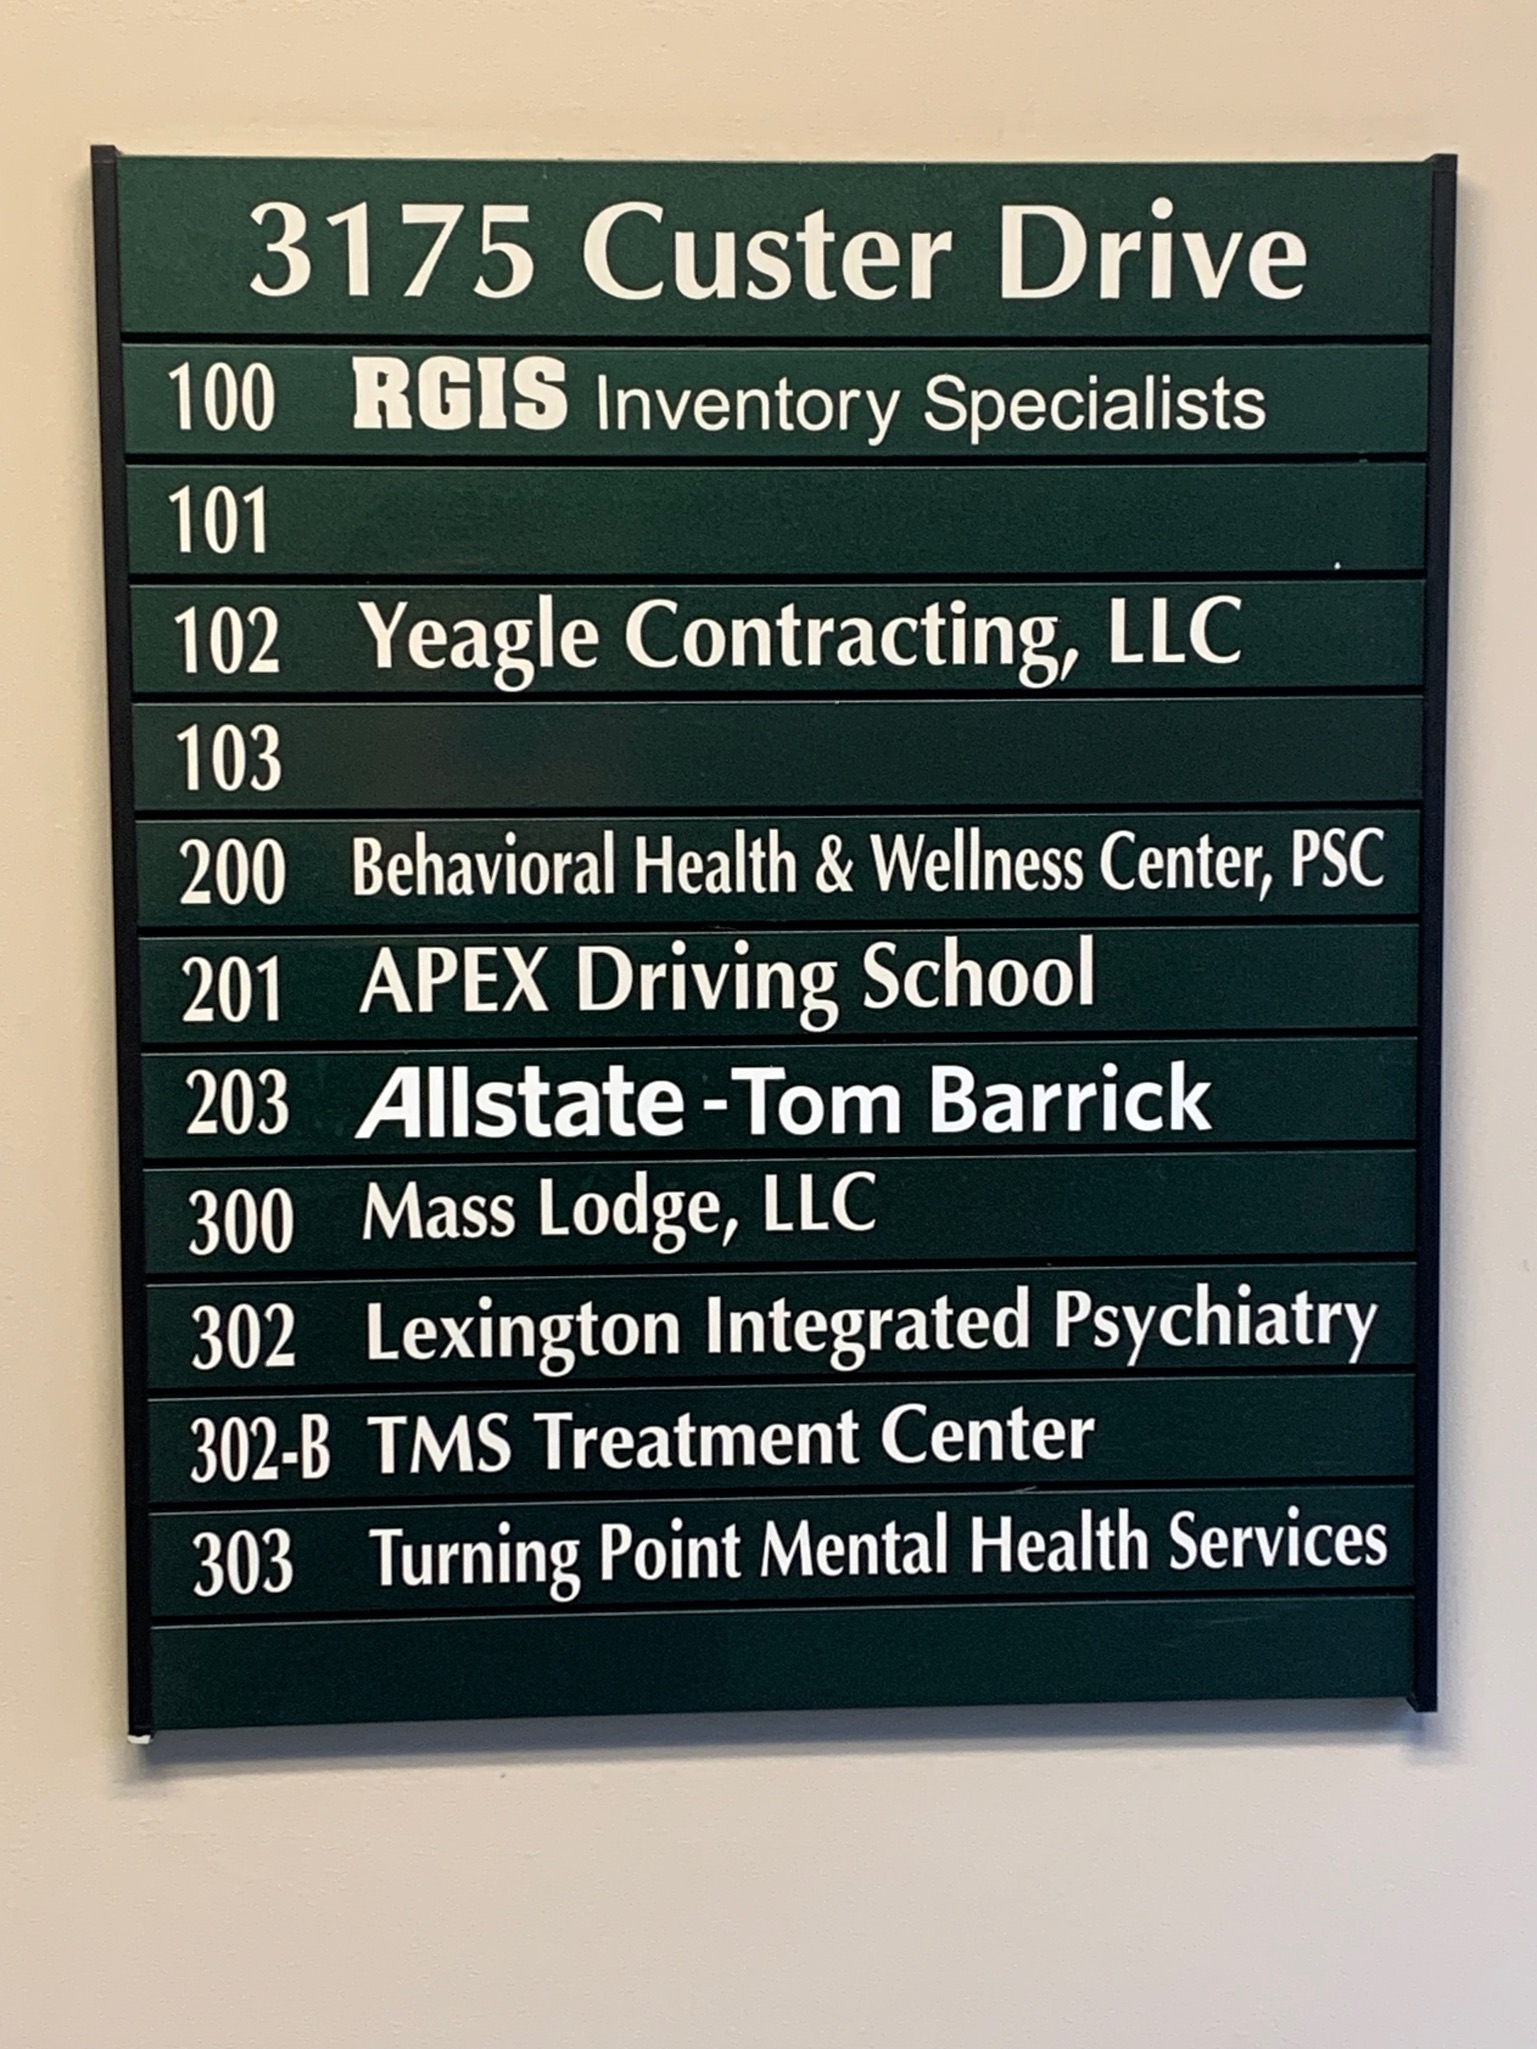 3175 Custer Drive
100 RGIS Inventory Specialists
101
102 Yeagle Contracting, LLC
103
200 Behavioral Health & Wellness Center, PSC
201 APEX Driving School
203 Allstate - Tom Barrick
300 Mass Lodge, LLC
302 Lexington Integrated Psychiatry
302-B TMS Treatment Center
303 Turning Point Mental Health Services